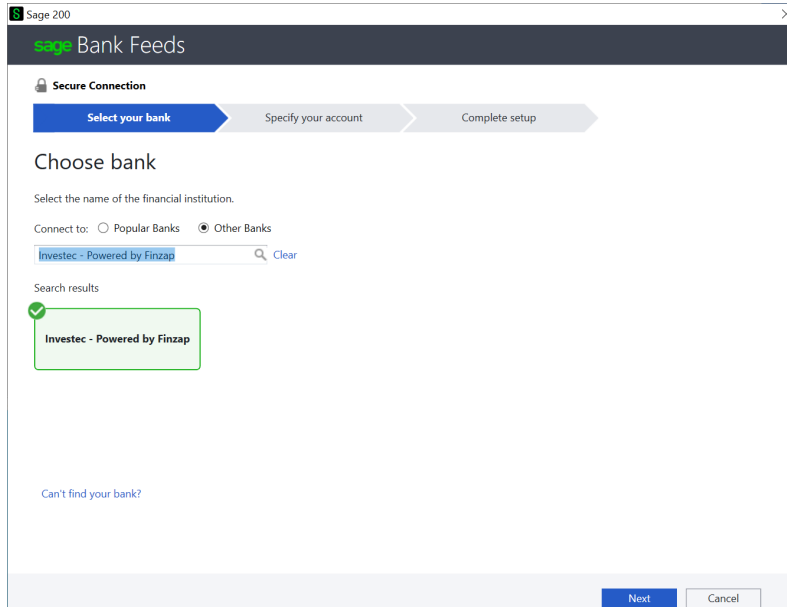 S Sage 200
sage Bank Feeds
Secure Connection
Select your bank Specify your account Complete setup
Choose bank
Select the name of the financial institution.
Connect to: Popular Banks Other Banks
Investec - Powered by Finzap Clear
Search results
Investec - Powered by Finzap
Can't find your bank?
Next Cancel